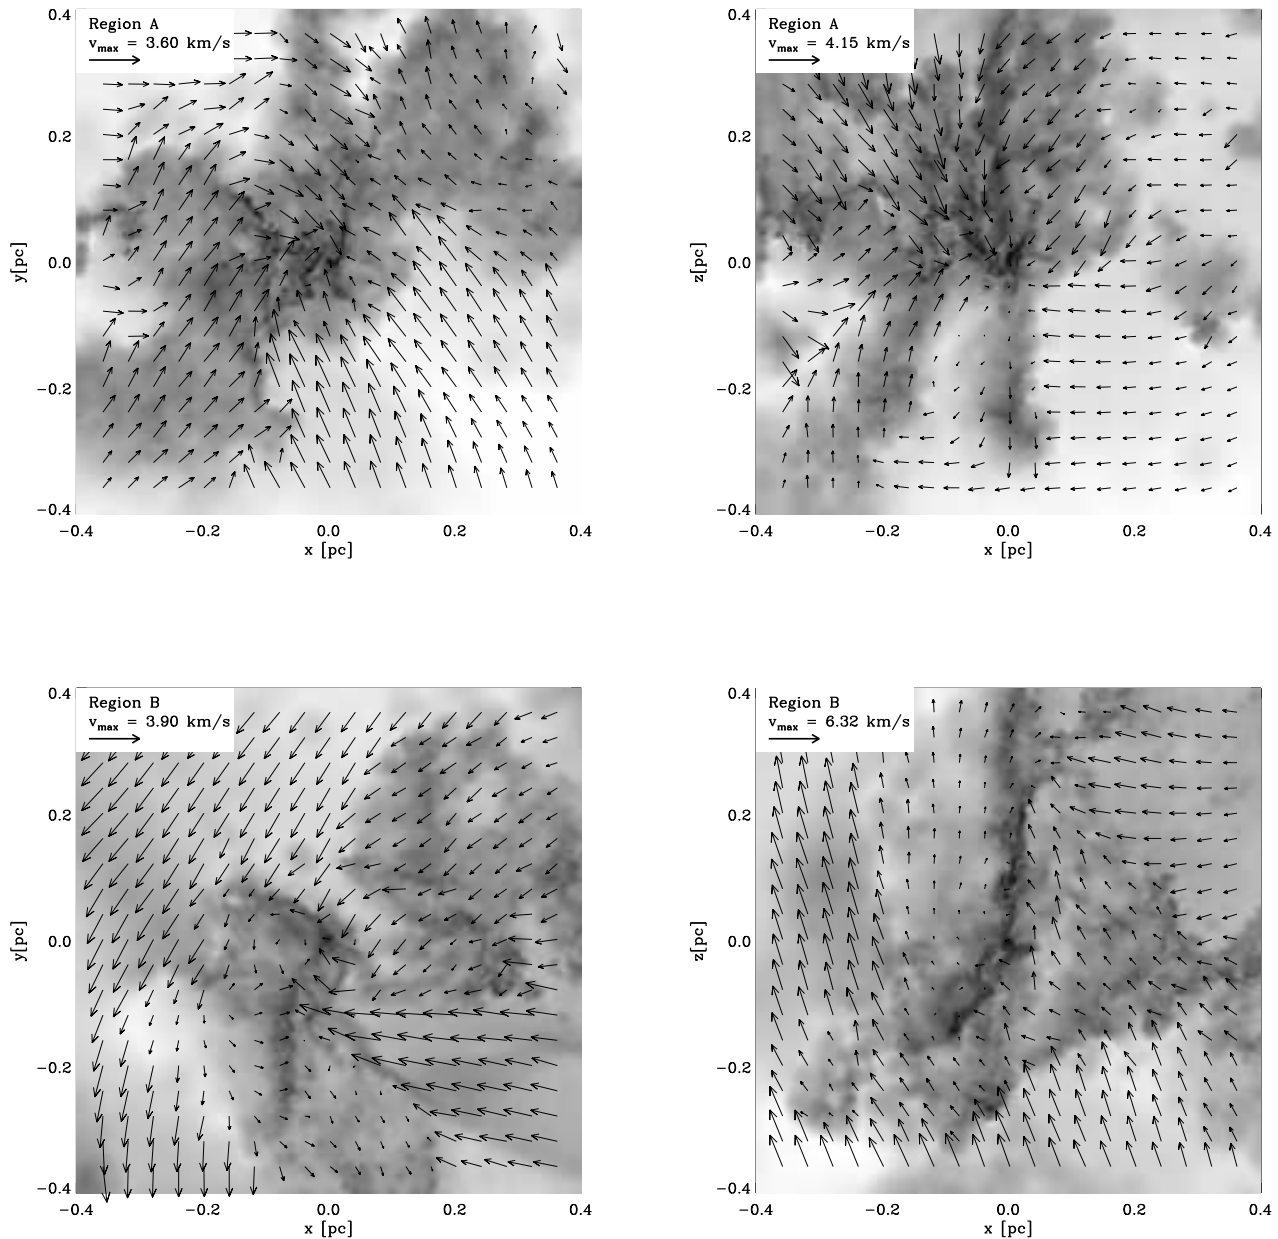 Region A
v_max = 3.60 km/s
0.4
0.2
0.0
−0.2
−0.4
y[pc]
−0.4 −0.2 0.0 0.2 0.4
x [pc]
Region A
v_max = 4.15 km/s
0.4
0.2
0.0
−0.2
−0.4
z[pc]
−0.4 −0.2 0.0 0.2 0.4
x [pc]
Region B
v_max = 3.90 km/s
0.4
0.2
0.0
−0.2
−0.4
y[pc]
−0.4 −0.2 0.0 0.2 0.4
x [pc]
Region B
v_max = 6.32 km/s
0.4
0.2
0.0
−0.2
−0.4
z[pc]
−0.4 −0.2 0.0 0.2 0.4
x [pc]